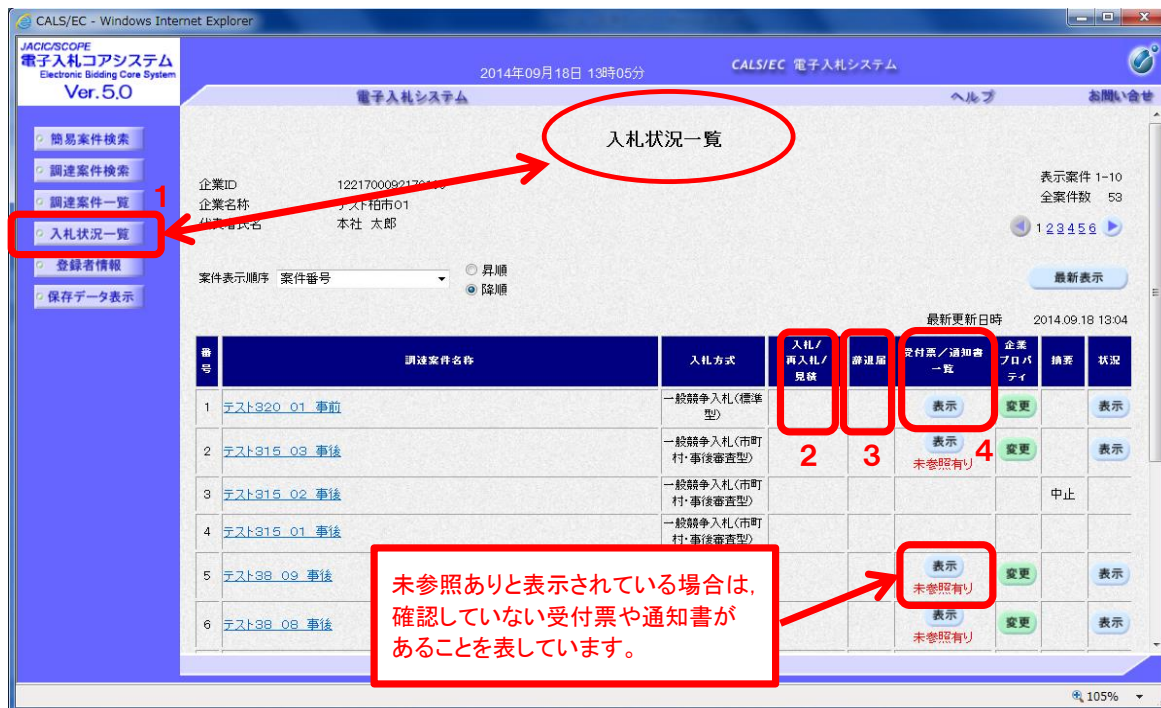 CALS/EC - Windows Internet Explorer
JACIC/SCOPE
電子入札コアシステム
Electronic Bidding Core System
Ver.5.0
2014年09月18日 13時05分
CALS/EC 電子入札システム
電子入札システム
ヘルプ
お問い合せ
簡易案件検索
調達案件検索
調達案件一覧
入札状況一覧
登録者情報
保存データ表示
1
入札状況一覧
企業ID
企業名称 テスト柏市01
代表者氏名 本社 太郎
表示案件 1-10
全案件数 53
1 2 3 4 5 6
案件表示順序 案件番号
昇順
降順
最新表示
最新更新日時 2014.09.18 13:04
番号 調達案件名称 入札方式 入札/再入札/見積 辞退届 受付票/通知書一覧 企業プロパティ 摘要 状況
1 テスト320 01 事前 一般競争入札(標準型) 表示 変更 表示
2 テスト315 03 事後 一般競争入札(市町村・事後審査型) 表示 未参照有り 変更 表示
2 3 4
3 テスト315 02 事後 一般競争入札(市町村・事後審査型) 中止
4 テスト315 01 事後 一般競争入札(市町村・事後審査型)
5 テスト38 09 事後 表示 未参照有り 変更 表示
6 テスト38 08 事後 表示 未参照有り 変更 表示
未参照ありと表示されている場合は,
確認していない受付票や通知書が
あることを表しています。
105%